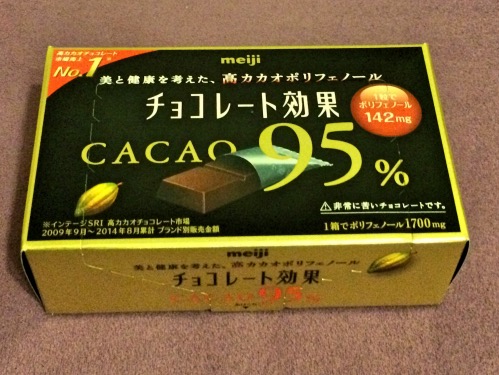 高カカオチョコレート
市場売上
No.1※
meiji
美と健康を考えた、高カカオポリフェノール
チョコレート効果
1個で
ポリフェノール
142mg
CACAO 95%
⚠非常に苦いチョコレートです。
※インテージSRI 高カカオチョコレート市場
2009年9月～2014年8月累計 ブランド別販売金額
1箱でポリフェノール1700mg
meiji
美と健康を考えた、高カカオポリフェノール
チョコレート効果
CACAO 95%